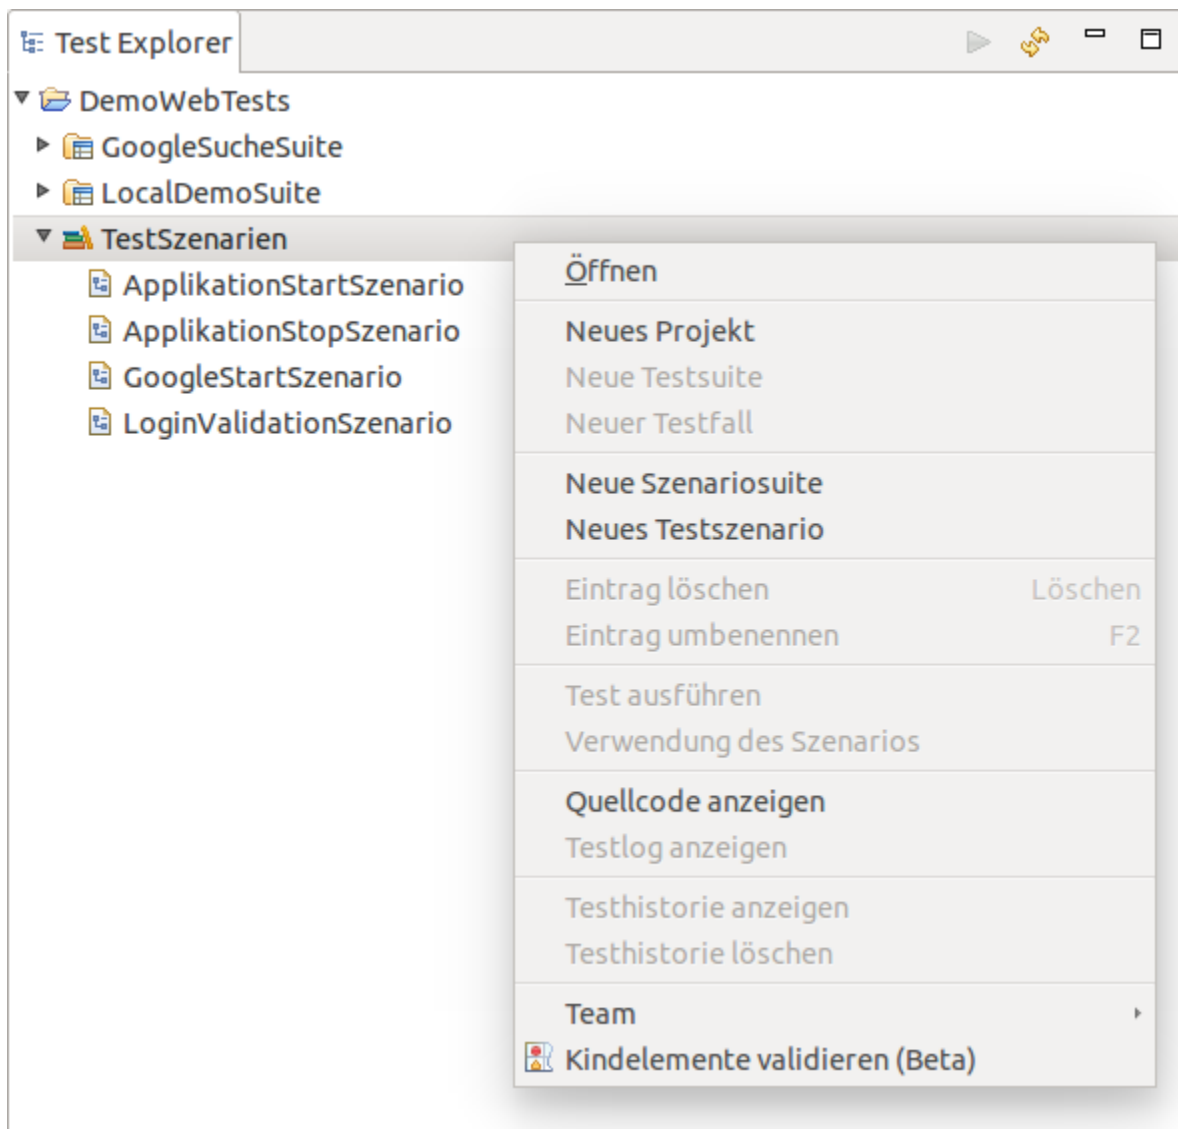 Test Explorer
DemoWebTests
GoogleSucheSuite
LocalDemoSuite
TestSzenarien
ApplikationStartSzenario
ApplikationStopSzenario
GoogleStartSzenario
LoginValidationSzenario
Öffnen
Neues Projekt
Neue Testsuite
Neuer Testfall
Neue Szenariosuite
Neues Testszenario
Eintrag löschen Löschen
Eintrag umbenennen F2
Test ausführen
Verwendung des Szenarios
Quellcode anzeigen
Testlog anzeigen
Testhistorie anzeigen
Testhistorie löschen
Team
Kindelemente validieren (Beta)